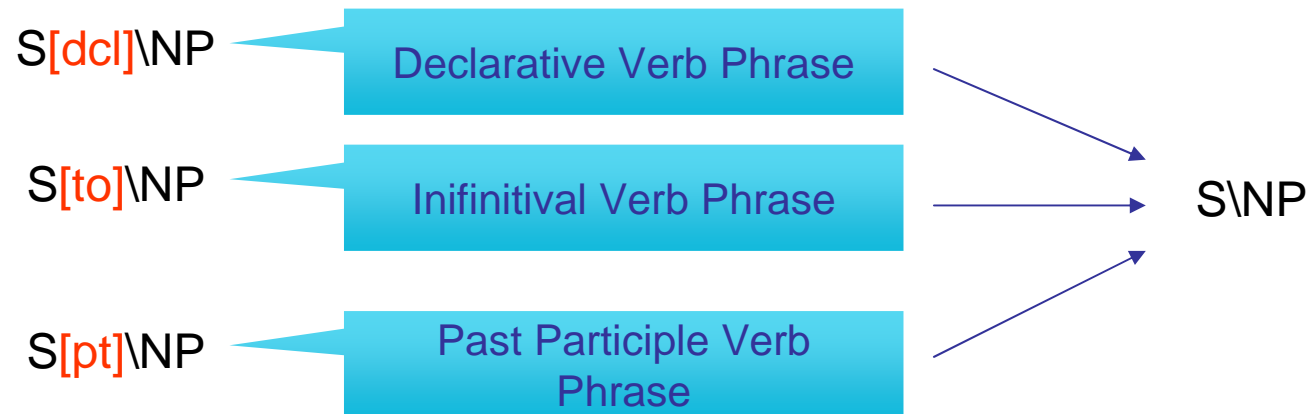 S[dcl]\NP
Declarative Verb Phrase
S[to]\NP
Inifinitival Verb Phrase
S\NP
S[pt]\NP
Past Participle Verb
Phrase